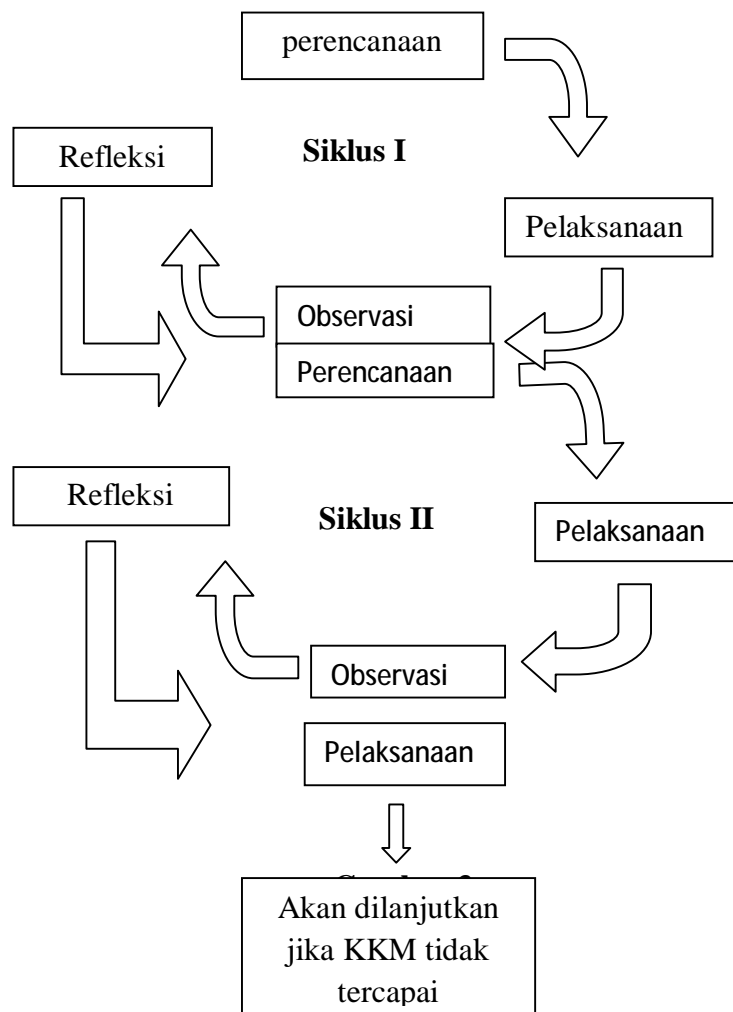 perencanaan
Siklus I
Refleksi
Pelaksanaan
Observasi
Perencanaan
Refleksi
Siklus II
Pelaksanaan
Observasi
Pelaksanaan
Akan dilanjutkan
jika KKM tidak
tercapai